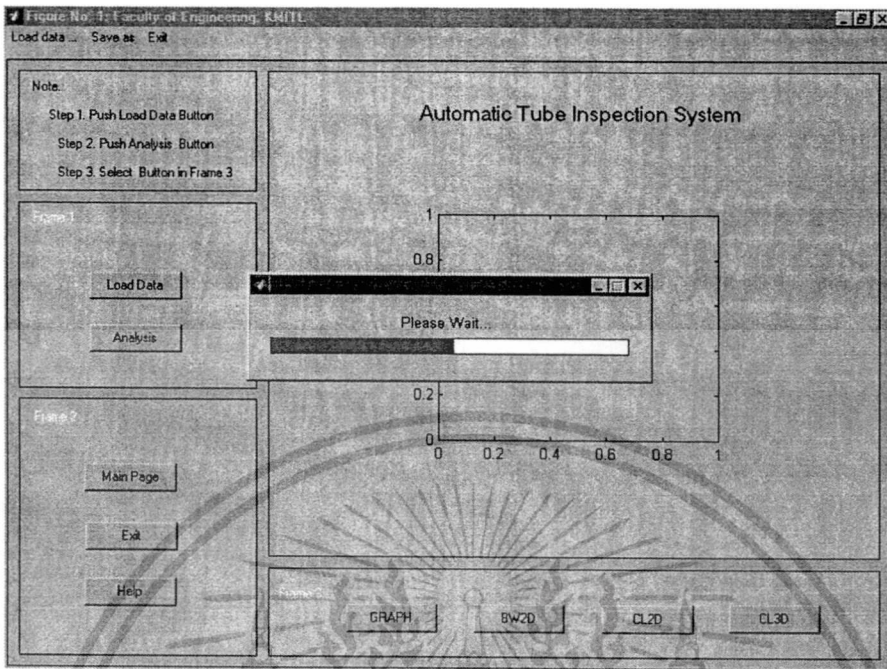 Figure No. 1: Faculty of Engineering, KMITL
Load data ... Save as Exit
Note.
Step 1. Push Load Data Button
Step 2. Push Analysis Button
Step 3. Select Button in Frame 3
Automatic Tube Inspection System
Frame 1
Load Data
Analysis
1
0.8
Please Wait...
0.2
0
0 0.2 0.4 0.6 0.8 1
Frame 2
Main Page
Exit
Help
Frame 3
GRAPH BW2D CL2D CL3D